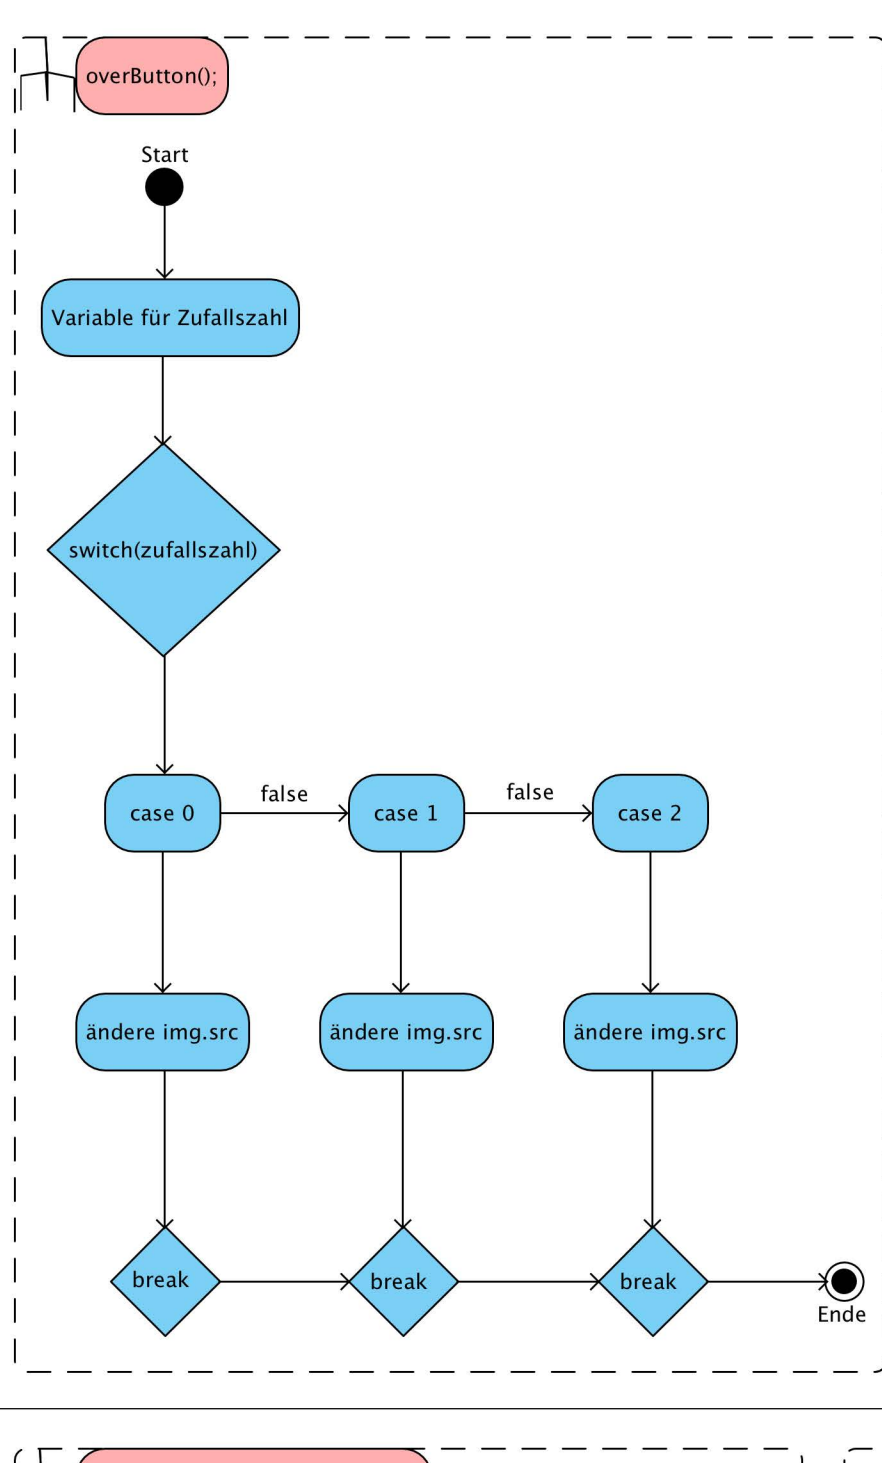 overButton();
Start
Variable für Zufallszahl
switch(zufallszahl)
case 0
false
case 1
false
case 2
ändere img.src
ändere img.src
ändere img.src
break
break
break
Ende